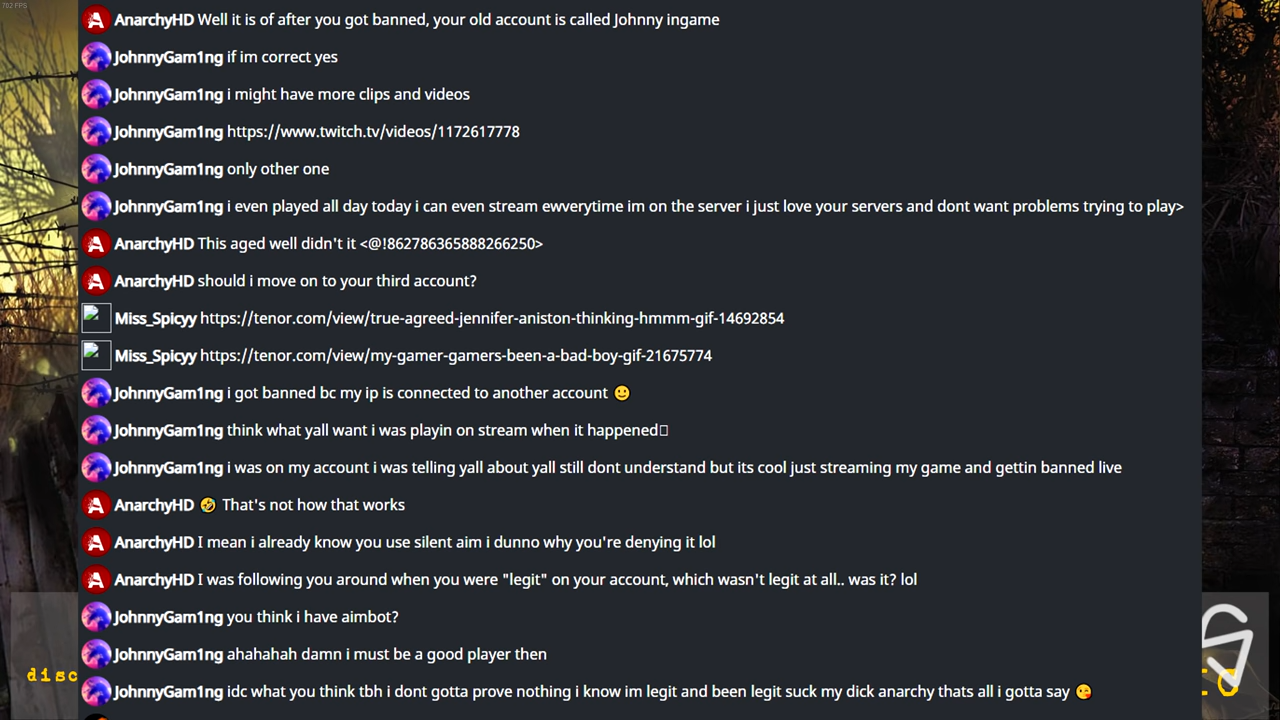 702 FPS
AnarchyHD Well it is of after you got banned, your old account is called Johnny ingame
JohnnyGam1ng if im correct yes
JohnnyGam1ng i might have more clips and videos
JohnnyGam1ng https://www.twitch.tv/videos/1172617778
JohnnyGam1ng only other one
JohnnyGam1ng i even played all day today i can even stream ewverytime im on the server i just love your servers and dont want problems trying to play>
AnarchyHD This aged well didn't it <@!862786365888266250>
AnarchyHD should i move on to your third account?
Miss_Spicyy https://tenor.com/view/true-agreed-jennifer-aniston-thinking-hmmm-gif-14692854
Miss_Spicyy https://tenor.com/view/my-gamer-gamers-been-a-bad-boy-gif-21675774
JohnnyGam1ng i got banned bc my ip is connected to another account 🙂
JohnnyGam1ng think what yall want i was playin on stream when it happened
JohnnyGam1ng i was on my account i was telling yall about yall still dont understand but its cool just streaming my game and gettin banned live
AnarchyHD 🤣 That's not how that works
AnarchyHD I mean i already know you use silent aim i dunno why you're denying it lol
AnarchyHD I was following you around when you were "legit" on your account, which wasn't legit at all.. was it? lol
JohnnyGam1ng you think i have aimbot?
JohnnyGam1ng ahahahah damn i must be a good player then
disc
JohnnyGam1ng idc what you think tbh i dont gotta prove nothing i know im legit and been legit suck my dick anarchy thats all i gotta say 😘